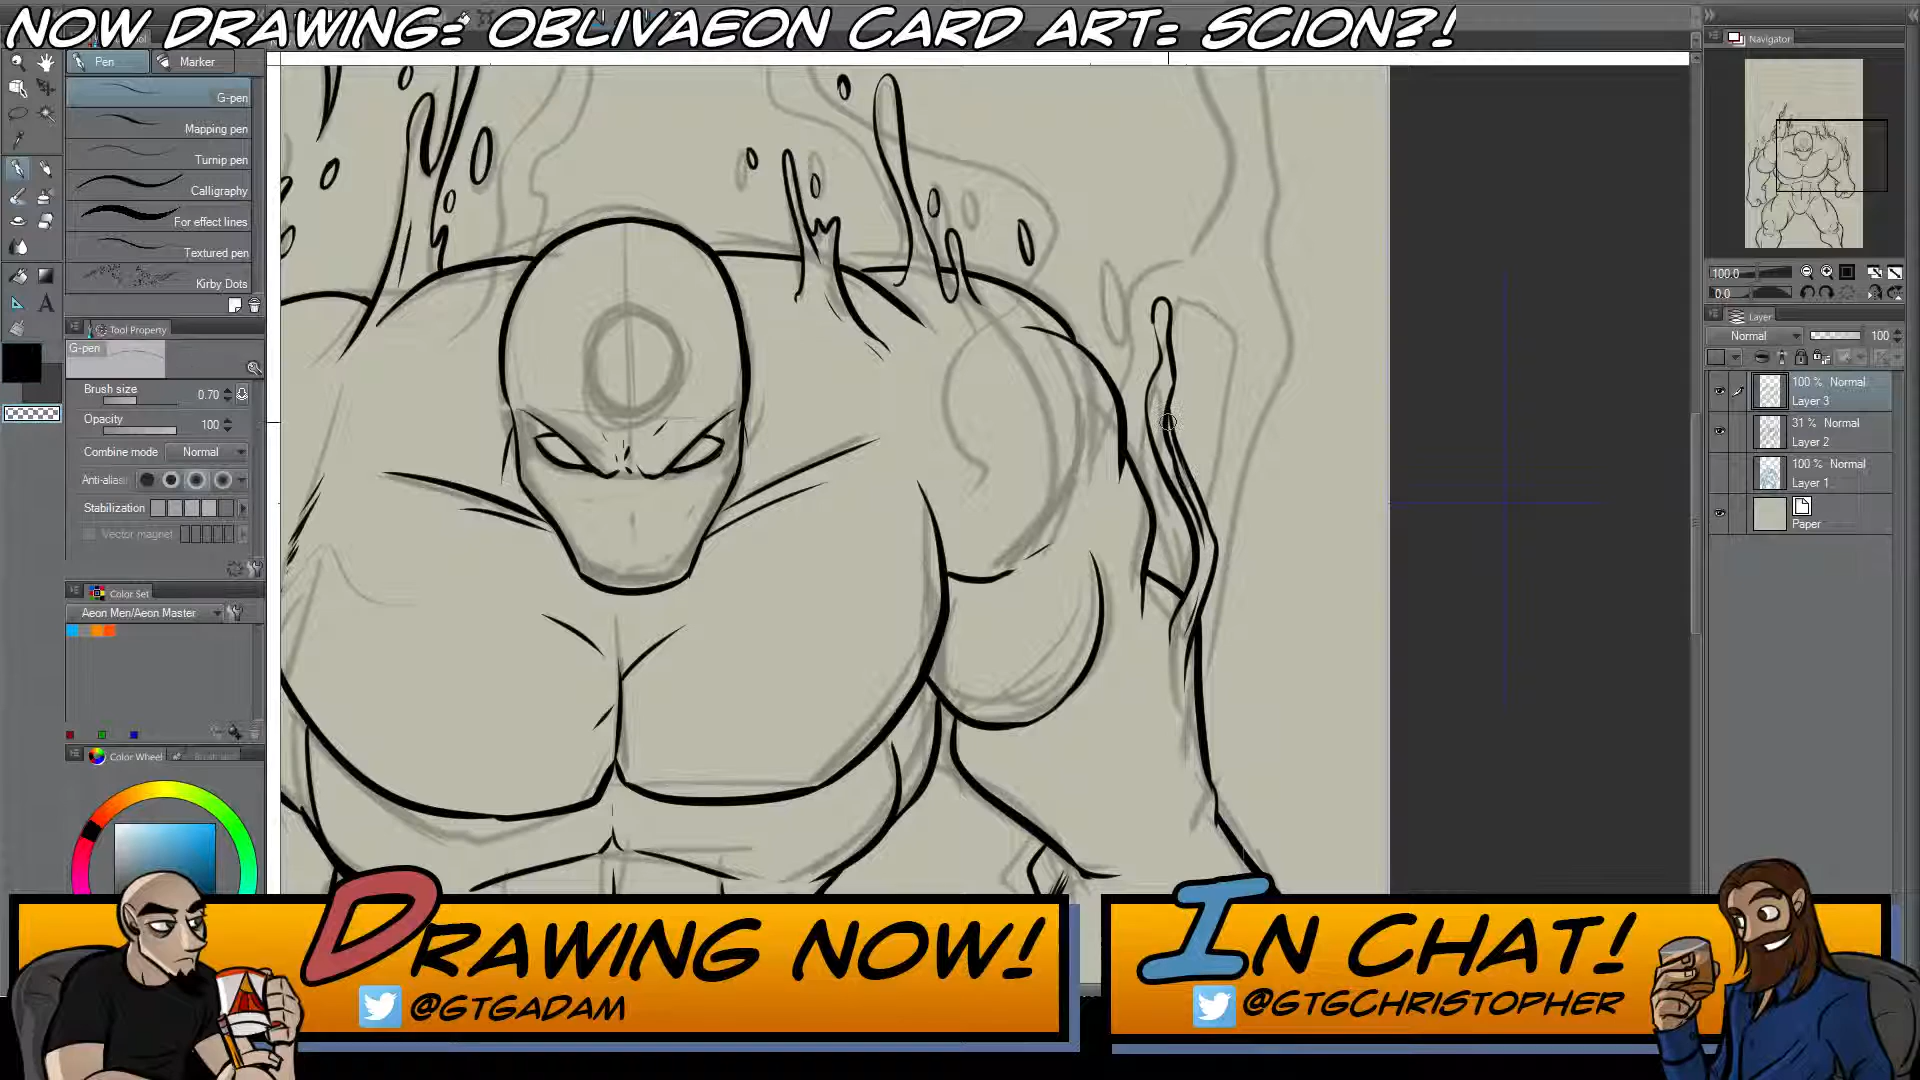 NOW DRAWING: OBLIVAEON CARD ART: SCION?!
Pen
Marker
G-pen
Mapping pen
Turnip pen
Calligraphy
For effect lines
Textured pen
Kirby Dots
Tool Property
G-pen
Brush size 0.70
Opacity 100
Combine mode Normal
Anti-alias
Stabilization
Vector magnet
Color Set
Aeon Men/Aeon Master
Color Wheel
Navigator
100.0
0.0
Layer
Normal 100
100 % Normal
Layer 3
31 % Normal
Layer 2
100 % Normal
Layer 1
Paper
DRAWING NOW!
@GTGADAM
IN CHAT!
@GTGCHRISTOPHER